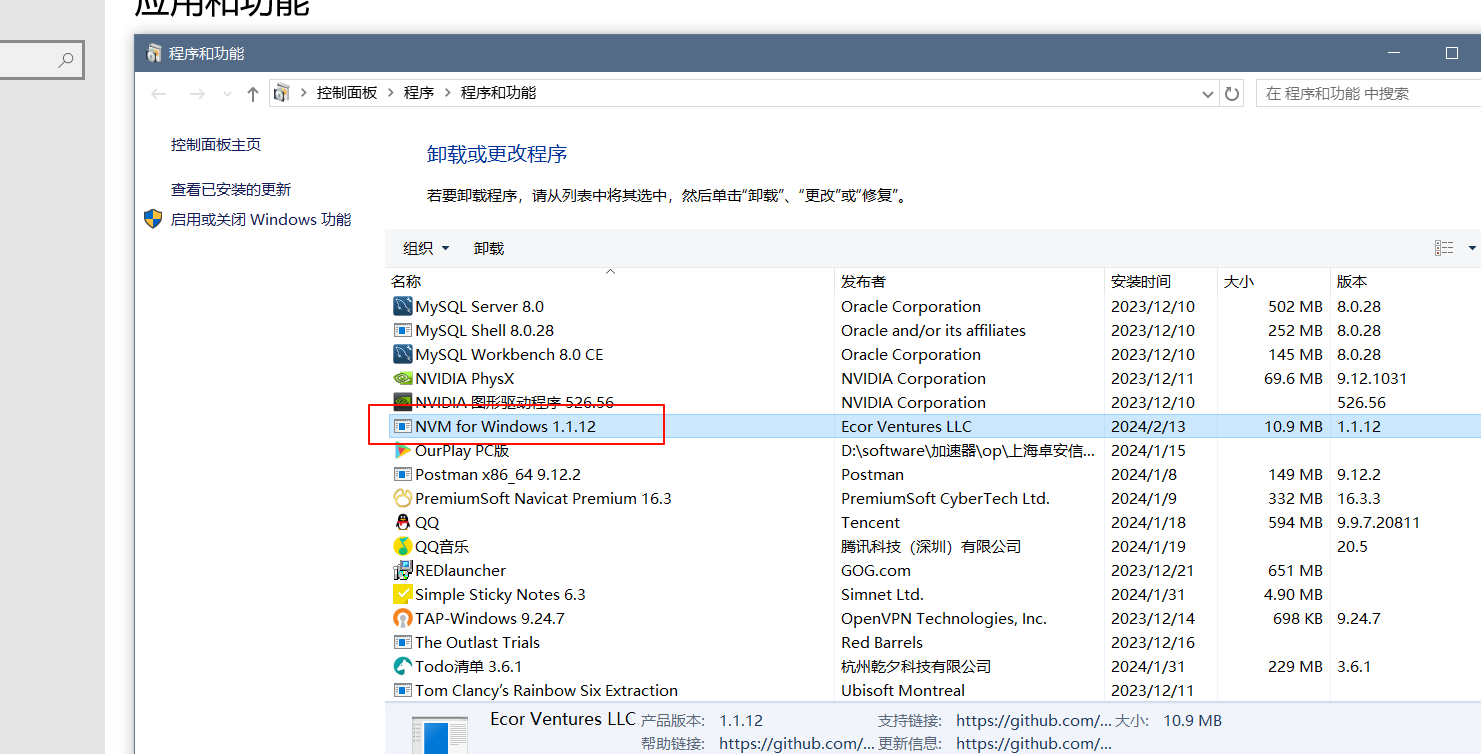 应用和功能
程序和功能
控制面板 程序 程序和功能
在 程序和功能 中搜索
控制面板主页
查看已安装的更新
启用或关闭 Windows 功能
卸载或更改程序
若要卸载程序，请从列表中将其选中，然后单击“卸载”、“更改”或“修复”。
组织 卸载
名称 发布者 安装时间 大小 版本
MySQL Server 8.0 Oracle Corporation 2023/12/10 502 MB 8.0.28
MySQL Shell 8.0.28 Oracle and/or its affiliates 2023/12/10 252 MB 8.0.28
MySQL Workbench 8.0 CE Oracle Corporation 2023/12/10 145 MB 8.0.28
NVIDIA PhysX NVIDIA Corporation 2023/12/11 69.6 MB 9.12.1031
NVIDIA 图形驱动程序 526.56 NVIDIA Corporation 2023/12/10 526.56
NVM for Windows 1.1.12 Ecor Ventures LLC 2024/2/13 10.9 MB 1.1.12
OurPlay PC版 D:\software\加速器\op\上海卓安信... 2024/1/15
Postman x86_64 9.12.2 Postman 2024/1/8 149 MB 9.12.2
PremiumSoft Navicat Premium 16.3 PremiumSoft CyberTech Ltd. 2024/1/9 332 MB 16.3.3
QQ Tencent 2024/1/18 594 MB 9.9.7.20811
QQ音乐 腾讯科技（深圳）有限公司 2024/1/19 20.5
REDlauncher GOG.com 2023/12/21 651 MB
Simple Sticky Notes 6.3 Simnet Ltd. 2024/1/31 4.90 MB
TAP-Windows 9.24.7 OpenVPN Technologies, Inc. 2023/12/14 698 KB 9.24.7
The Outlast Trials Red Barrels 2023/12/16
Todo清单 3.6.1 杭州乾夕科技有限公司 2024/1/31 229 MB 3.6.1
Tom Clancy's Rainbow Six Extraction Ubisoft Montreal 2023/12/11
Ecor Ventures LLC 产品版本: 1.1.12 支持链接: https://github.com/... 大小: 10.9 MB
帮助链接: https://github.com/... 更新信息: https://github.com/...